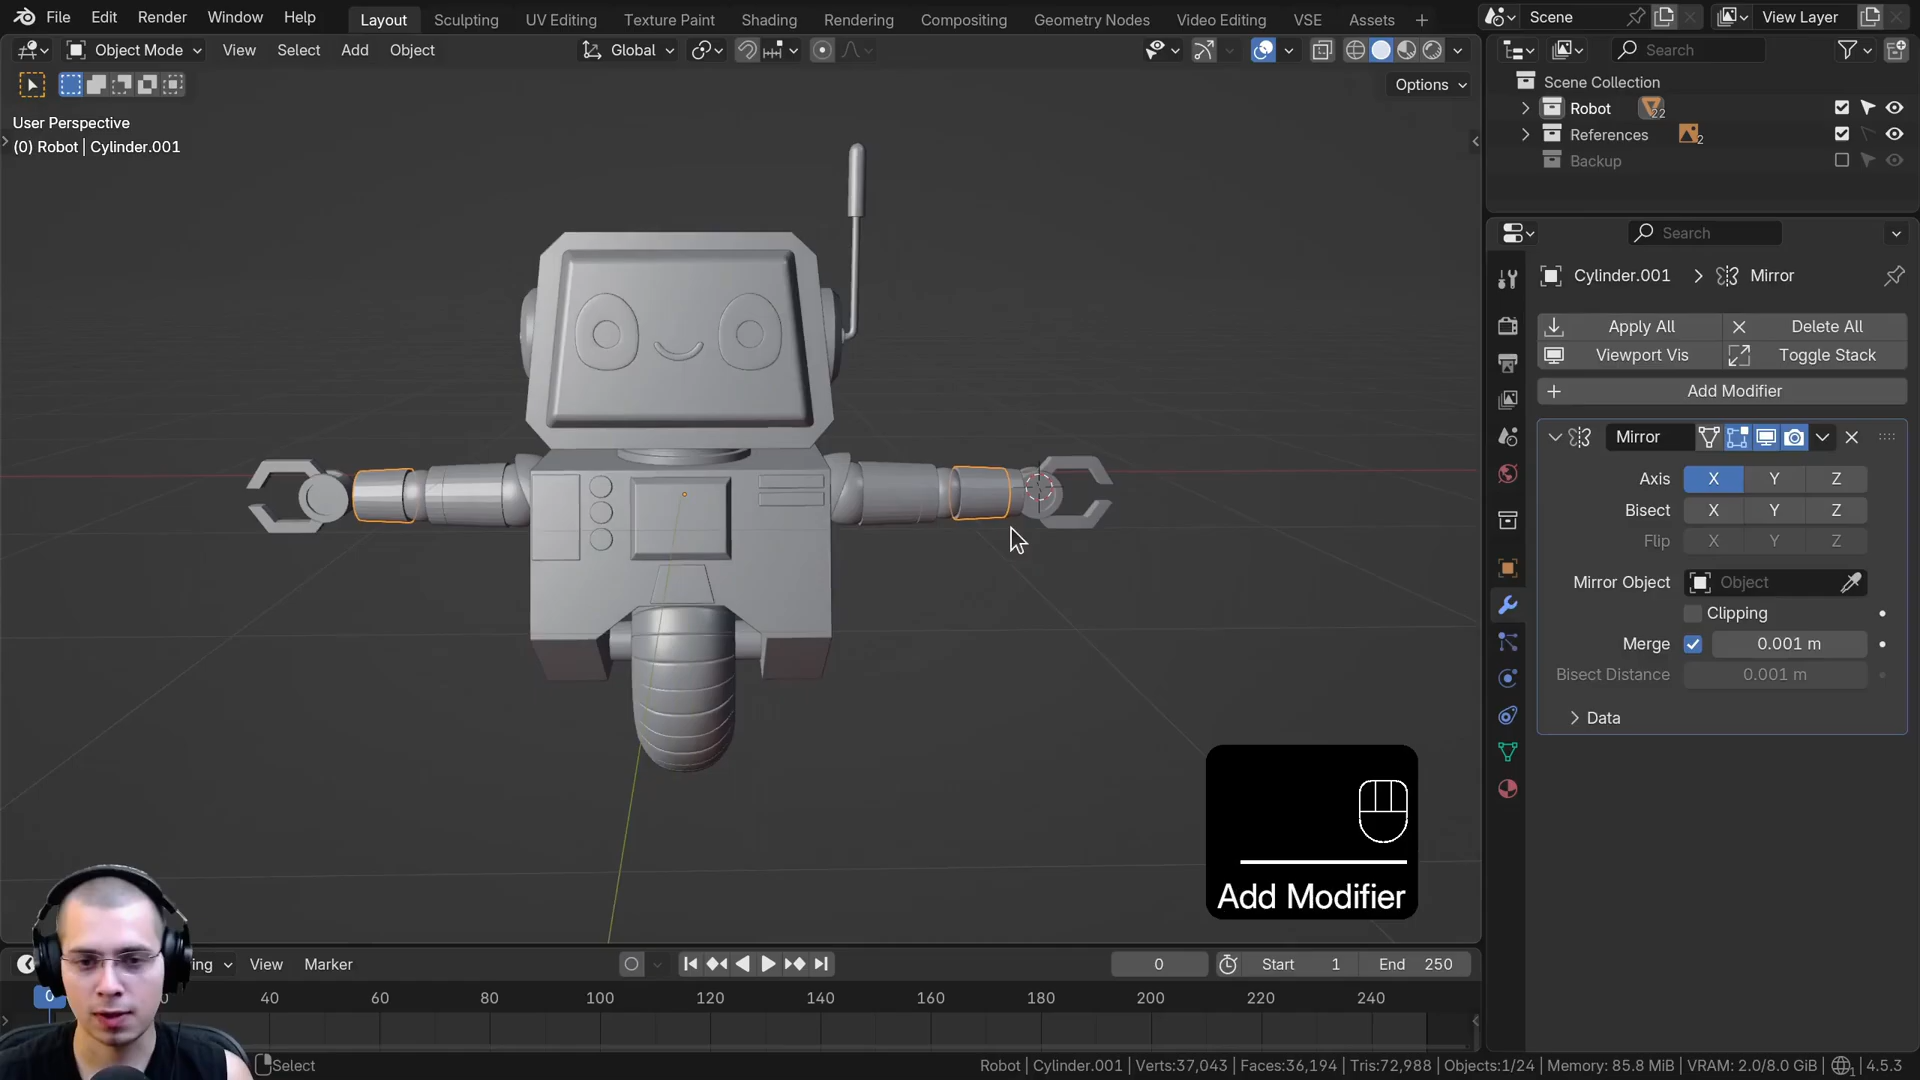 File Edit Render Window Help Layout Sculpting UV Editing Texture Paint Shading Rendering Compositing Geometry Nodes Video Editing VSE Assets Scene View Layer
Object Mode View Select Add Object Global Search
Options
User Perspective
(0) Robot | Cylinder.001
Scene Collection
Robot 22
References 2
Backup
Search
Cylinder.001 > Mirror
Apply All Delete All
Viewport Vis Toggle Stack
Add Modifier
Mirror
Axis X Y Z
Bisect X Y Z
Flip X Y Z
Mirror Object Object
Clipping
Merge 0.001 m
Bisect Distance 0.001 m
Data
Add Modifier
ing View Marker 0 Start 1 End 250
0 40 60 80 100 120 140 160 180 200 220 240
Select Robot | Cylinder.001 | Verts:37,043 | Faces:36,194 | Tris:72,988 | Objects:1/24 | Memory: 85.8 MiB | VRAM: 2.0/8.0 GiB | 1 | 4.5.3